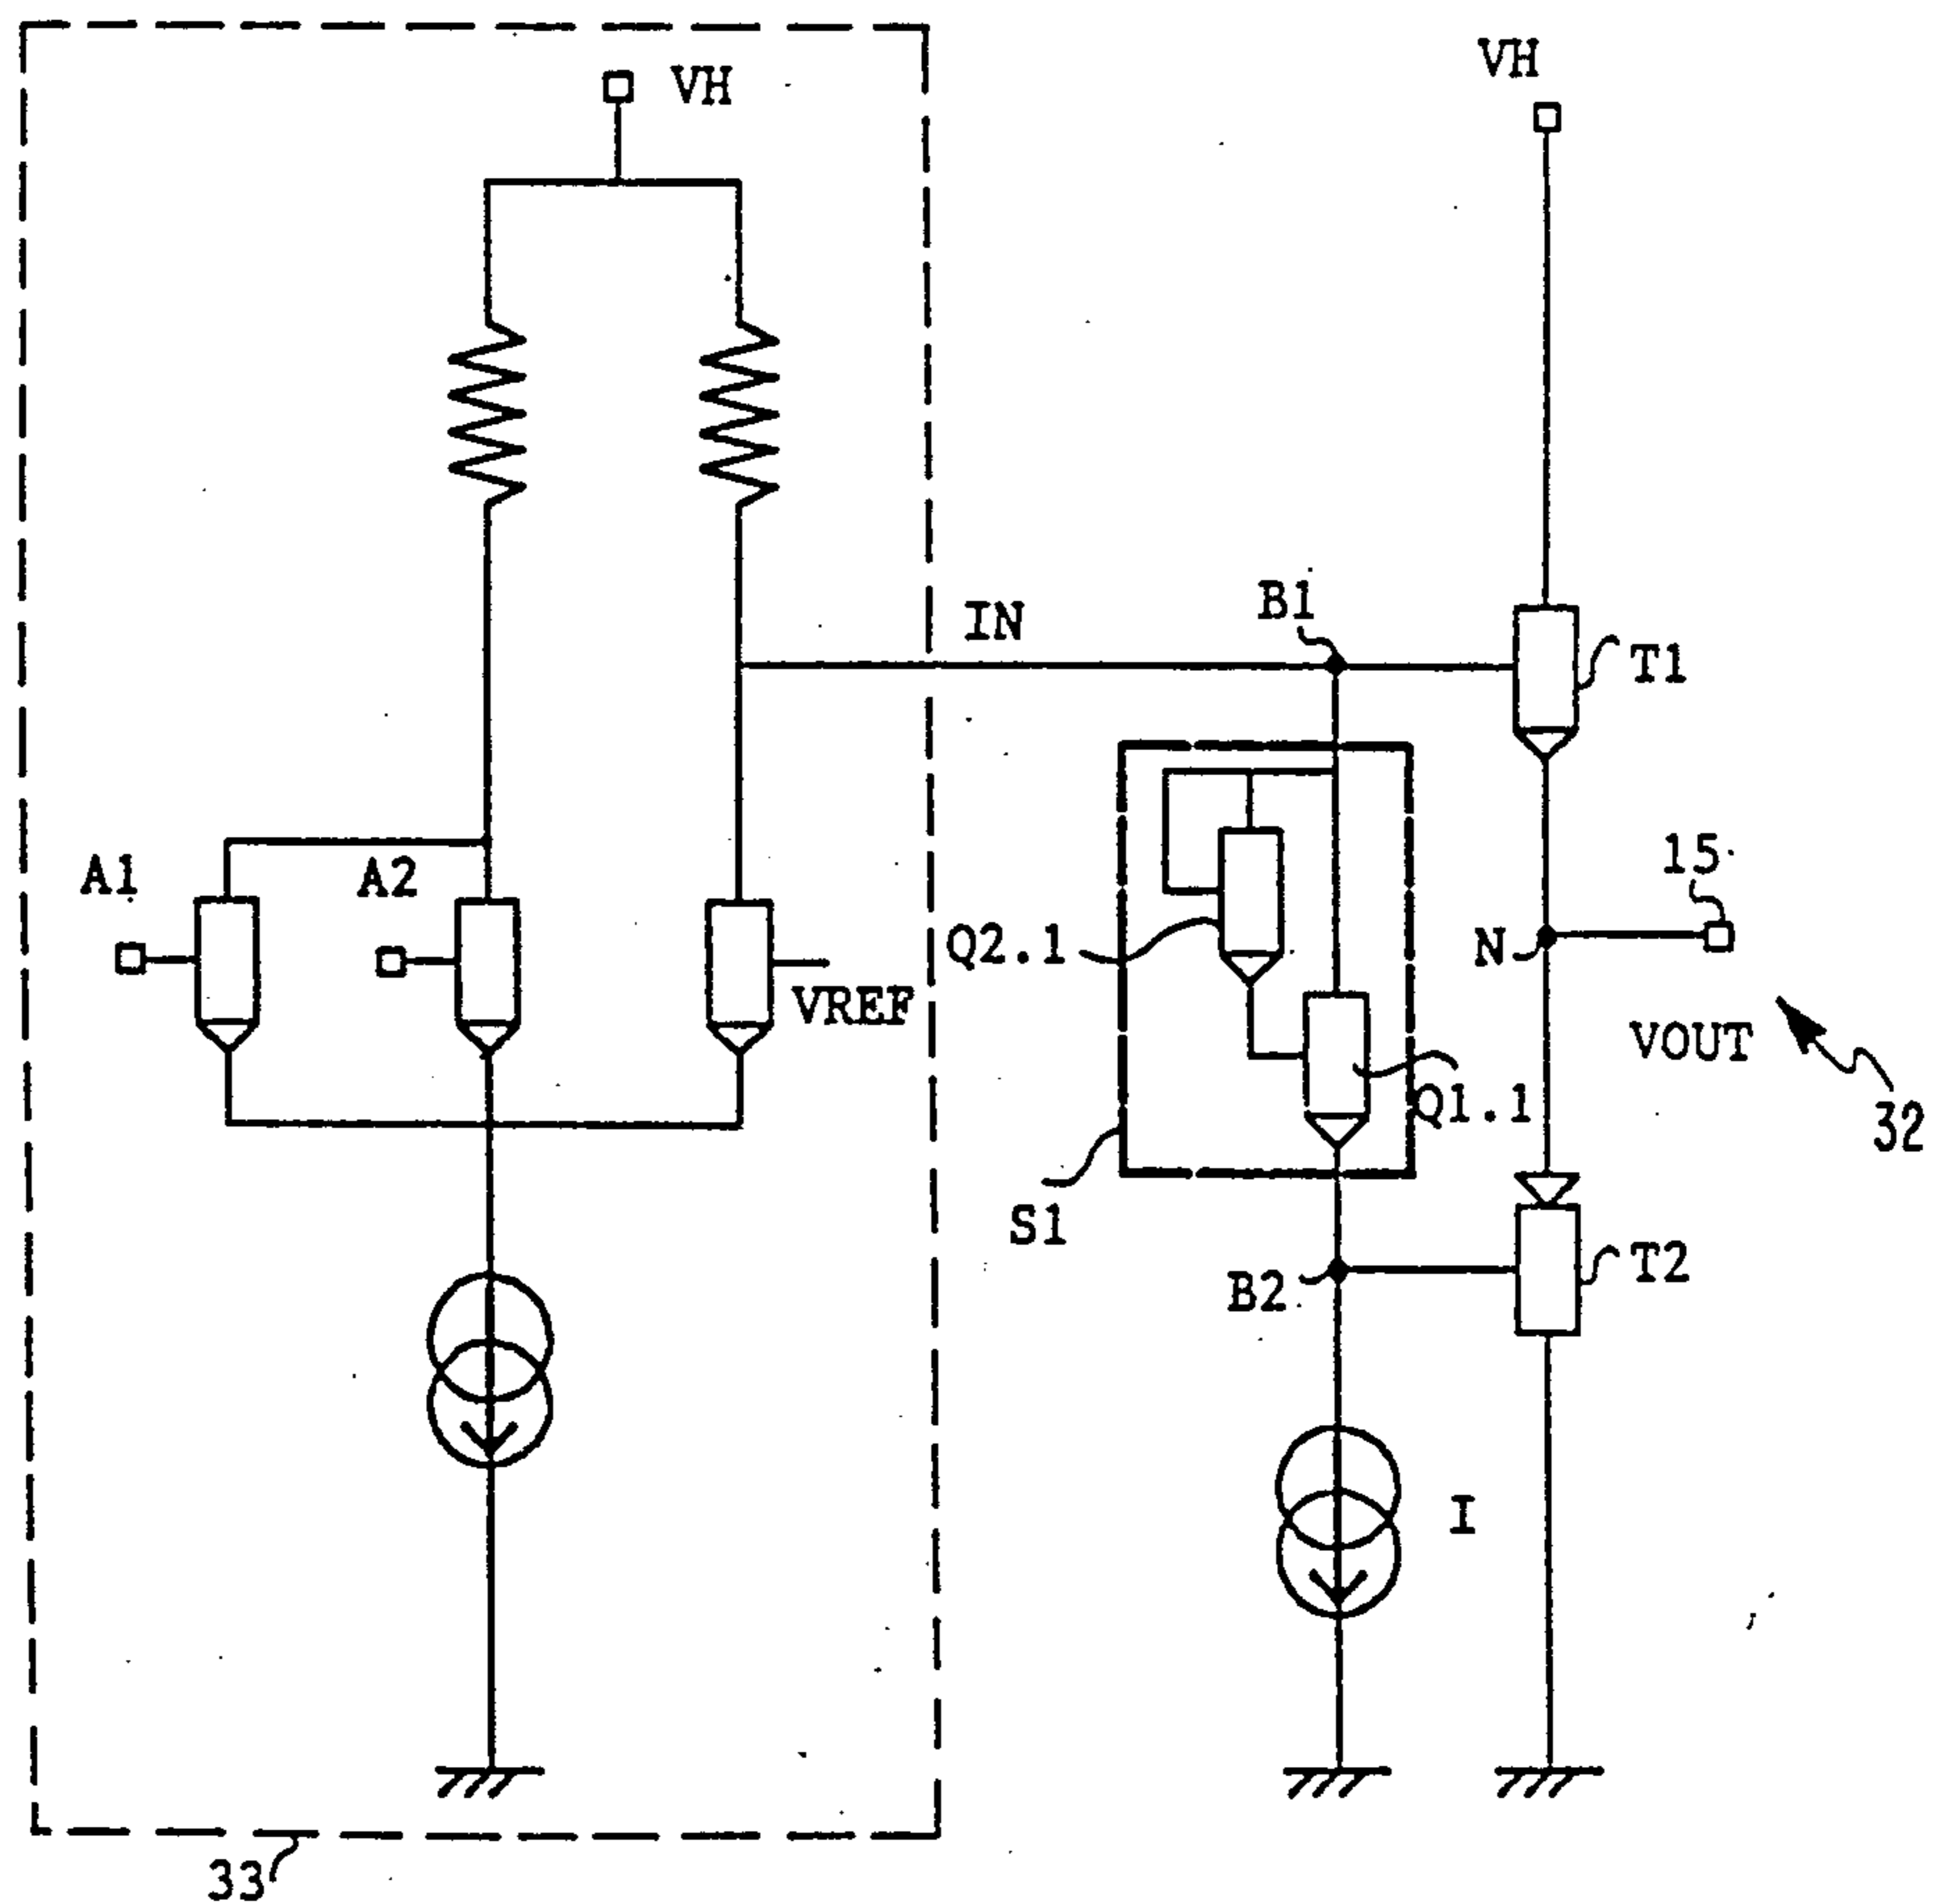 VH
VH
IN
B1
T1
A1
A2
15
Q2.1
N
VREF
VOUT
Q1.1
32
S1
B2
T2
I
33